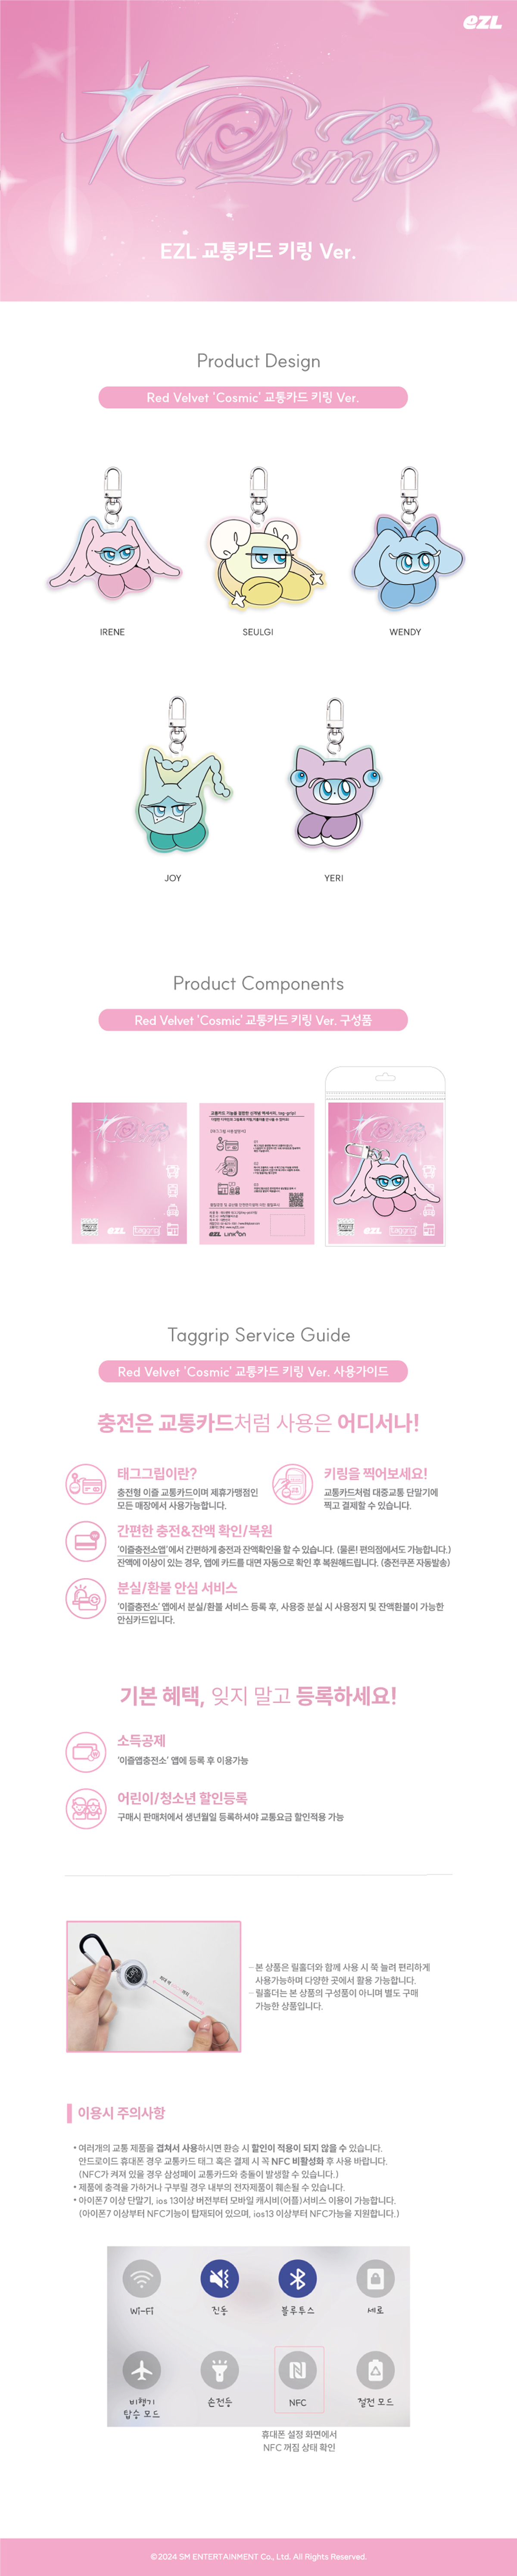 EZL
Cosmic
EZL 교통카드 키링 Ver.
Product Design
Red Velvet 'Cosmic' 교통카드 키링 Ver.
IRENE
SEULGI
WENDY
JOY
YERI
Product Components
Red Velvet 'Cosmic' 교통카드 키링 Ver. 구성품
EZL
EZL LINKON
EZL
Taggrip Service Guide
Red Velvet 'Cosmic' 교통카드 키링 Ver. 사용가이드
충전은 교통카드처럼 사용은 어디서나!
태그그립이란?
충전형 이즐 교통카드이며 제휴가맹점인
모든 매장에서 사용가능합니다.
키링을 찍어보세요!
교통카드처럼 대중교통 단말기에
찍고 결제할 수 있습니다.
간편한 충전&잔액 확인/복원
'이즐충전소앱'에서 간편하게 충전과 잔액확인을 할 수 있습니다. (물론! 편의점에서도 가능합니다.)
잔액에 이상이 있는 경우, 앱에 카드를 대면 자동으로 확인 후 복원해드립니다. (충전쿠폰 자동발송)
분실/환불 안심 서비스
'이즐충전소' 앱에서 분실/환불 서비스 등록 후, 사용중 분실 시 사용정지 및 잔액환불이 가능한
안심카드입니다.
기본 혜택, 잊지 말고 등록하세요!
소득공제
'이즐앱충전소' 앱에 등록 후 이용가능
어린이/청소년 할인등록
구매시 판매처에서 생년월일 등록하셔야 교통요금 할인적용 가능
– 본 상품은 릴홀더와 함께 사용 시 쭉 늘려 편리하게
사용가능하며 다양한 곳에서 활용 가능합니다.
– 릴홀더는 본 상품의 구성품이 아니며 별도 구매
가능한 상품입니다.
이용시 주의사항
• 여러개의 교통 제품을 겹쳐서 사용하시면 환승 시 할인이 적용이 되지 않을 수 있습니다.
안드로이드 휴대폰 경우 교통카드 태그 혹은 결제 시 꼭 NFC 비활성화 후 사용 바랍니다.
(NFC가 켜져 있을 경우 삼성페이 교통카드와 충돌이 발생할 수 있습니다.)
• 제품에 충격을 가하거나 구부릴 경우 내부의 전자제품이 훼손될 수 있습니다.
• 아이폰7 이상 단말기, ios 13이상 버전부터 모바일 캐시비(어플)서비스 이용이 가능합니다.
(아이폰7 이상부터 NFC기능이 탑재되어 있으며, ios13 이상부터 NFC가능을 지원합니다.)
Wi-Fi
진동
블루투스
세로
비행기
탑승 모드
손전등
NFC
절전 모드
휴대폰 설정 화면에서
NFC 꺼짐 상태 확인
© 2024 SM ENTERTAINMENT Co., Ltd. All Rights Reserved.